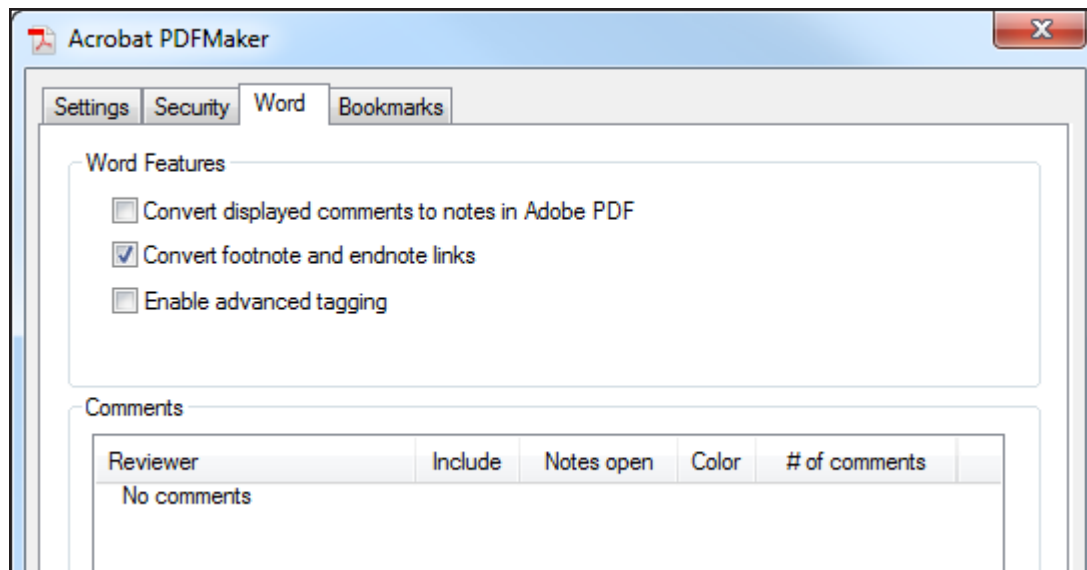 Acrobat PDFMaker
Settings Security Word Bookmarks
Word Features
Convert displayed comments to notes in Adobe PDF
Convert footnote and endnote links
Enable advanced tagging
Comments
Reviewer Include Notes open Color # of comments
No comments